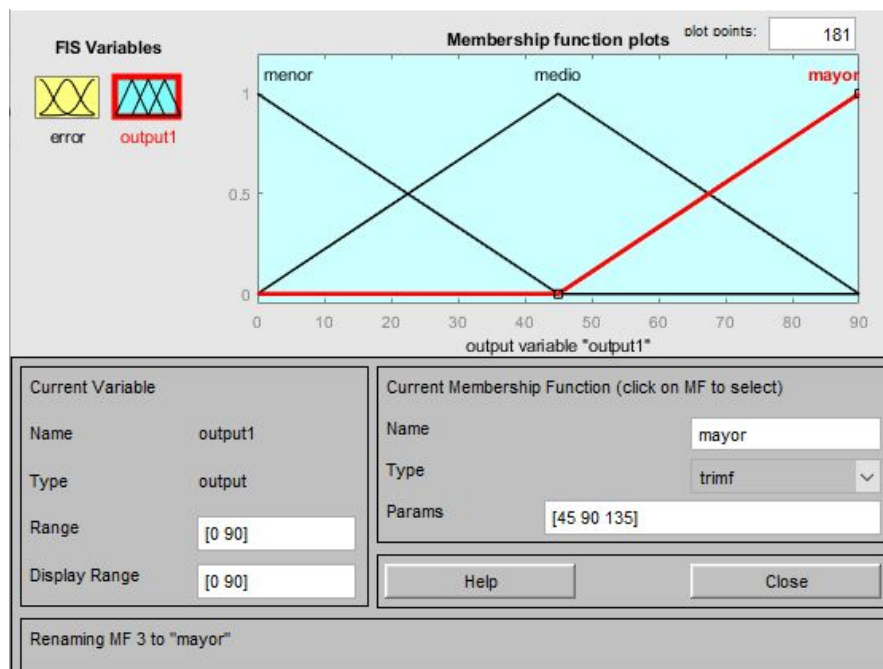 FIS Variables
Membership function plots
plot points:
181
error
output1
menor
medio
mayor
1
0.5
0
0 10 20 30 40 50 60 70 80 90
output variable "output1"
Current Variable
Name output1
Type output
Range [0 90]
Display Range [0 90]
Current Membership Function (click on MF to select)
Name mayor
Type trimf
Params [45 90 135]
Help
Close
Renaming MF 3 to "mayor"